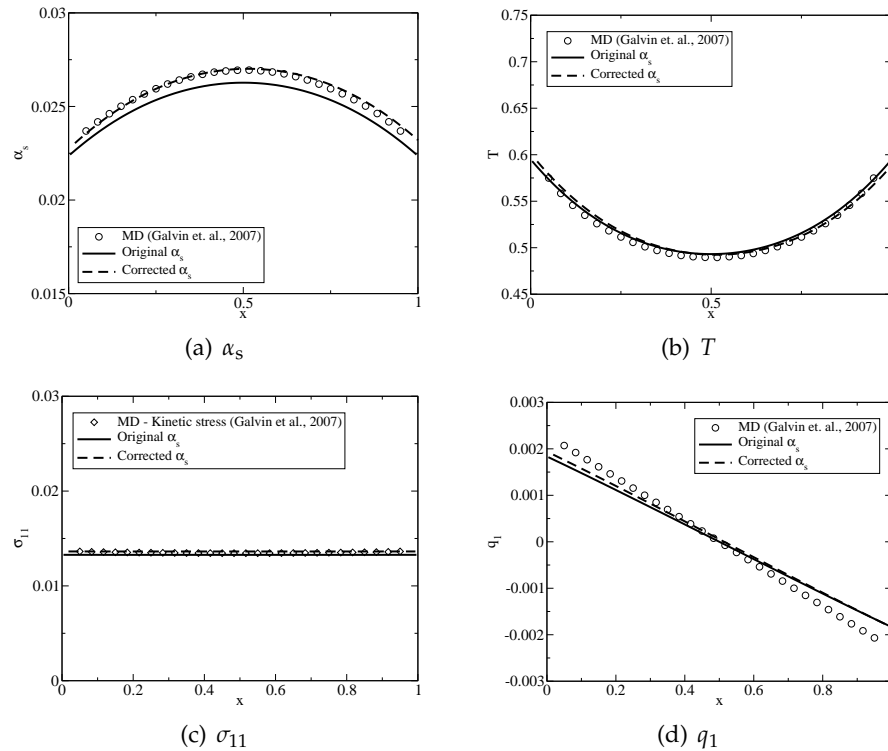 0.03
0.025
0.02
0.015
α_s
MD (Galvin et. al., 2007)
Original α_s
Corrected α_s
0 0.5 1
x
(a) α_s
0.75
0.7
0.65
0.6
0.55
0.5
0.45
T
MD (Galvin et. al., 2007)
Original α_s
Corrected α_s
0 0.5
x
(b) T
0.03
0.02
0.01
0
σ_11
MD - Kinetic stress (Galvin et al., 2007)
Original α_s
Corrected α_s
0 0.2 0.4 0.6 0.8 1
x
(c) σ_11
0.003
0.002
0.001
0
-0.001
-0.002
-0.003
q_1
MD (Galvin et. al., 2007)
Original α_s
Corrected α_s
0 0.2 0.4 0.6 0.8
x
(d) q_1